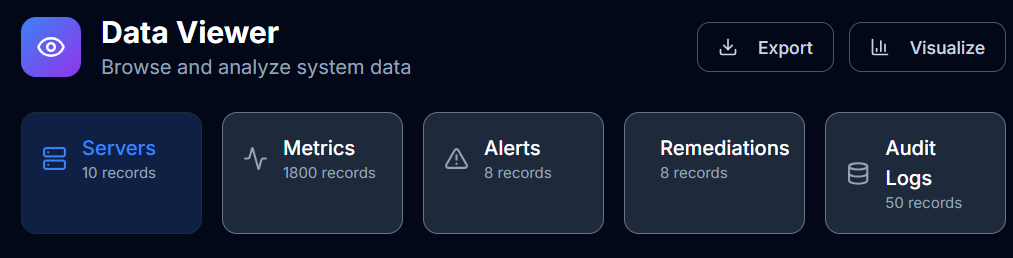 Data Viewer
Browse and analyze system data
Export
Visualize
Servers
10 records
Metrics
1800 records
Alerts
8 records
Remediations
8 records
Audit
Logs
50 records